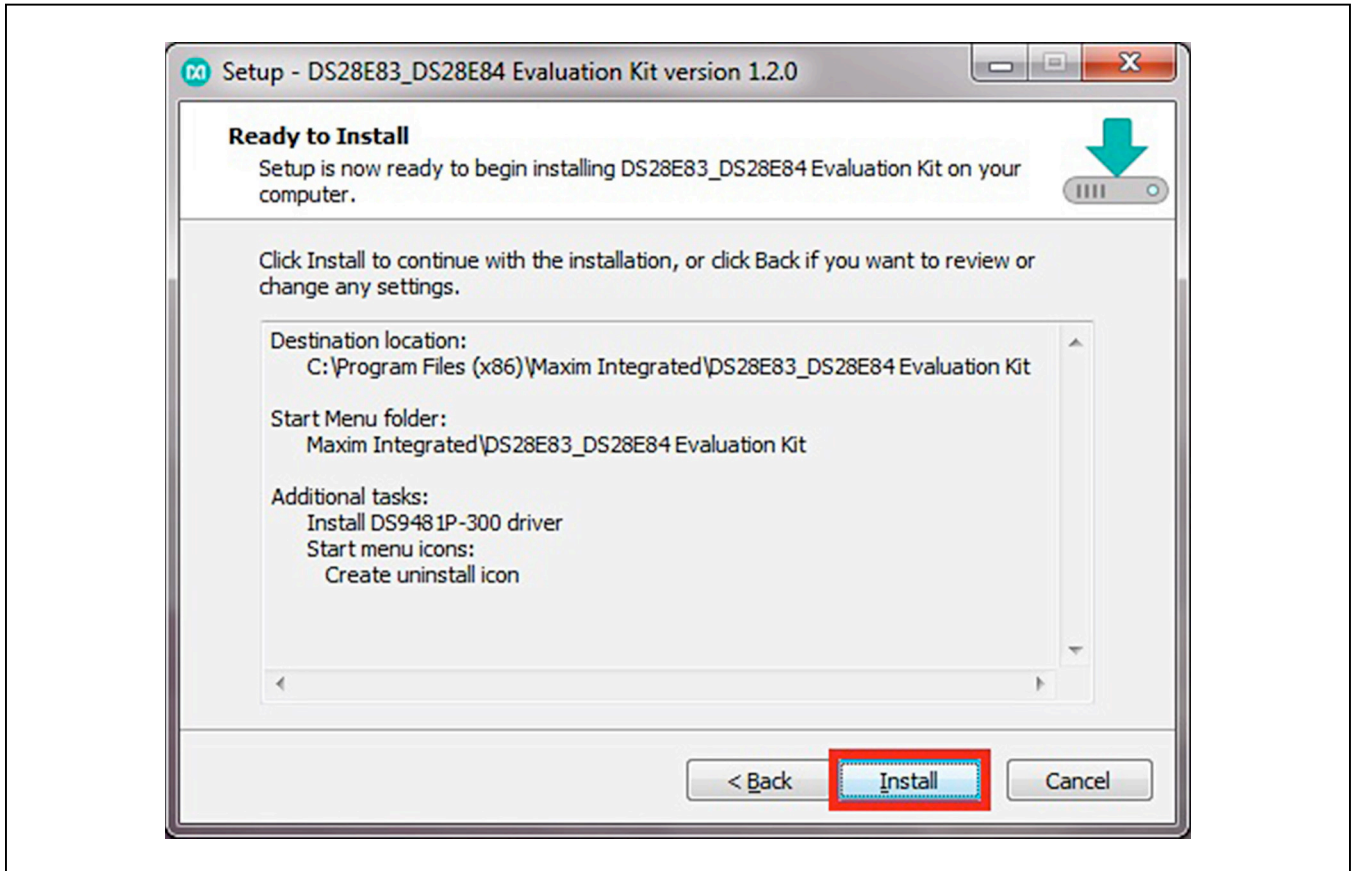 Setup - DS28E83_DS28E84 Evaluation Kit version 1.2.0
Ready to Install
Setup is now ready to begin installing DS28E83_DS28E84 Evaluation Kit on your
computer.
Click Install to continue with the installation, or click Back if you want to review or
change any settings.
Destination location:
C:\Program Files (x86)\Maxim Integrated\DS28E83_DS28E84 Evaluation Kit
Start Menu folder:
Maxim Integrated\DS28E83_DS28E84 Evaluation Kit
Additional tasks:
Install DS9481P-300 driver
Start menu icons:
Create uninstall icon
< Back Install Cancel